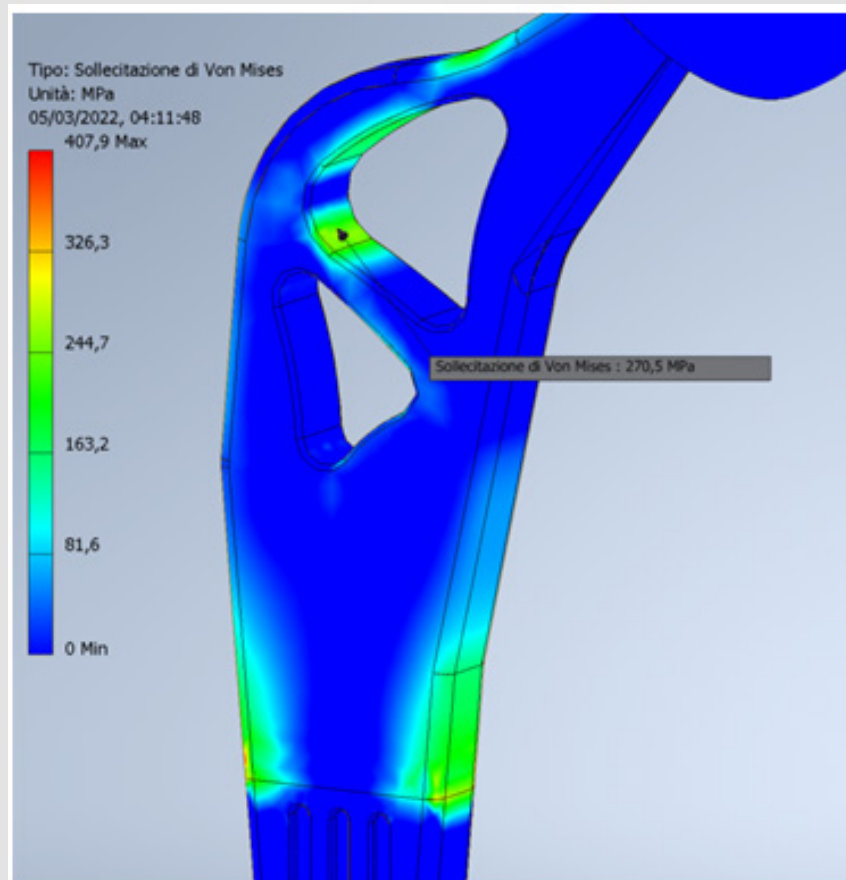 Tipo: Sollecitazione di Von Mises
Unità: MPa
05/03/2022, 04:11:48
407,9 Max
326,3
244,7
163,2
81,6
0 Min
Sollecitazione di Von Mises : 270,5 MPa